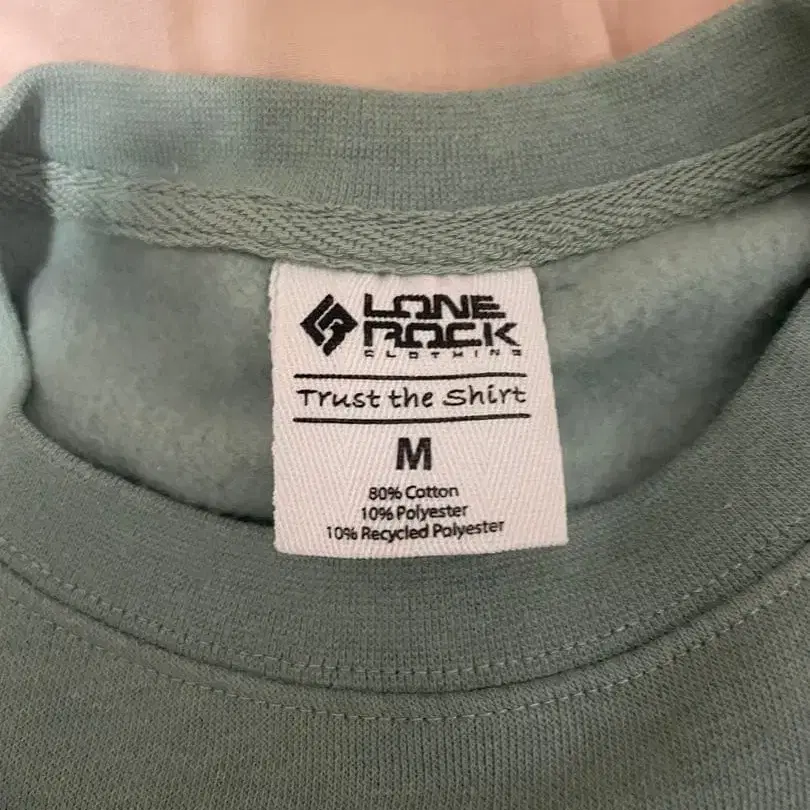 LONE
ROCK
CLOTHING
Trust the Shirt
M
80% Cotton
10% Polyester
10% Recycled Polyester